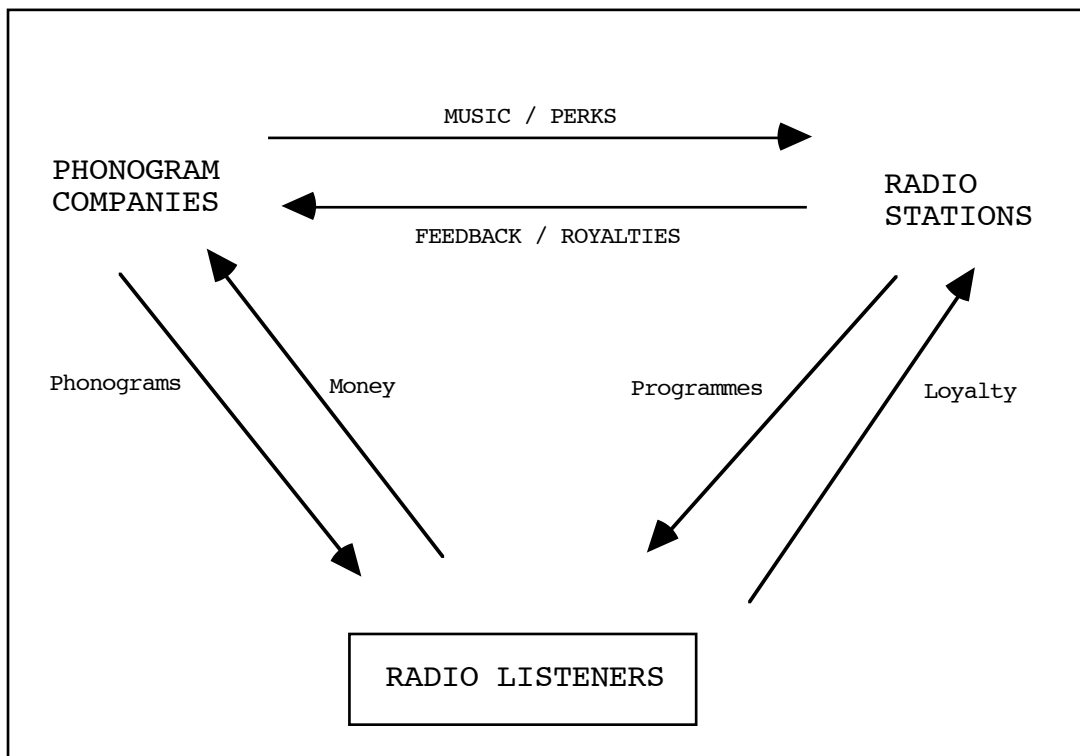 MUSIC / PERKS
PHONOGRAM
COMPANIES
RADIO
STATIONS
FEEDBACK / ROYALTIES
Phonograms
Money
Programmes
Loyalty
RADIO LISTENERS